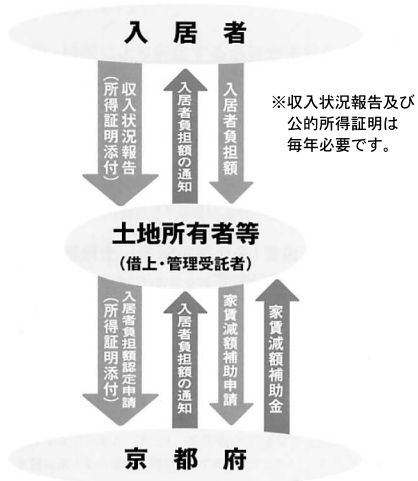 入居者
収入状況報告
(所得証明添付)
入居者負担額の通知
入居者負担額
※収入状況報告及び
公的所得証明は
毎年必要です。
土地所有者等
(借上・管理受託者)
入居者負担額認定申請
(所得証明添付)
入居者負担額の通知
家賃減額補助申請
家賃減額補助金
京都府